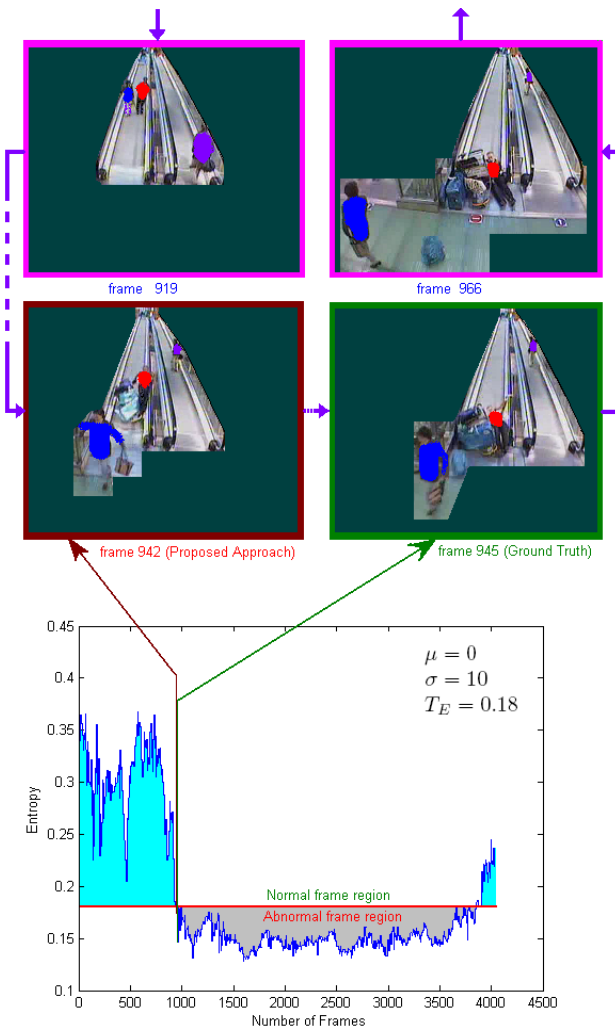 frame 919
frame 966
frame 942 (Proposed Approach)
frame 945 (Ground Truth)
0.45
0.4
0.35
0.3
0.25
0.2
0.15
0.1
Entropy
μ = 0
σ = 10
T_E = 0.18
Normal frame region
Abnormal frame region
0 500 1000 1500 2000 2500 3000 3500 4000 4500
Number of Frames